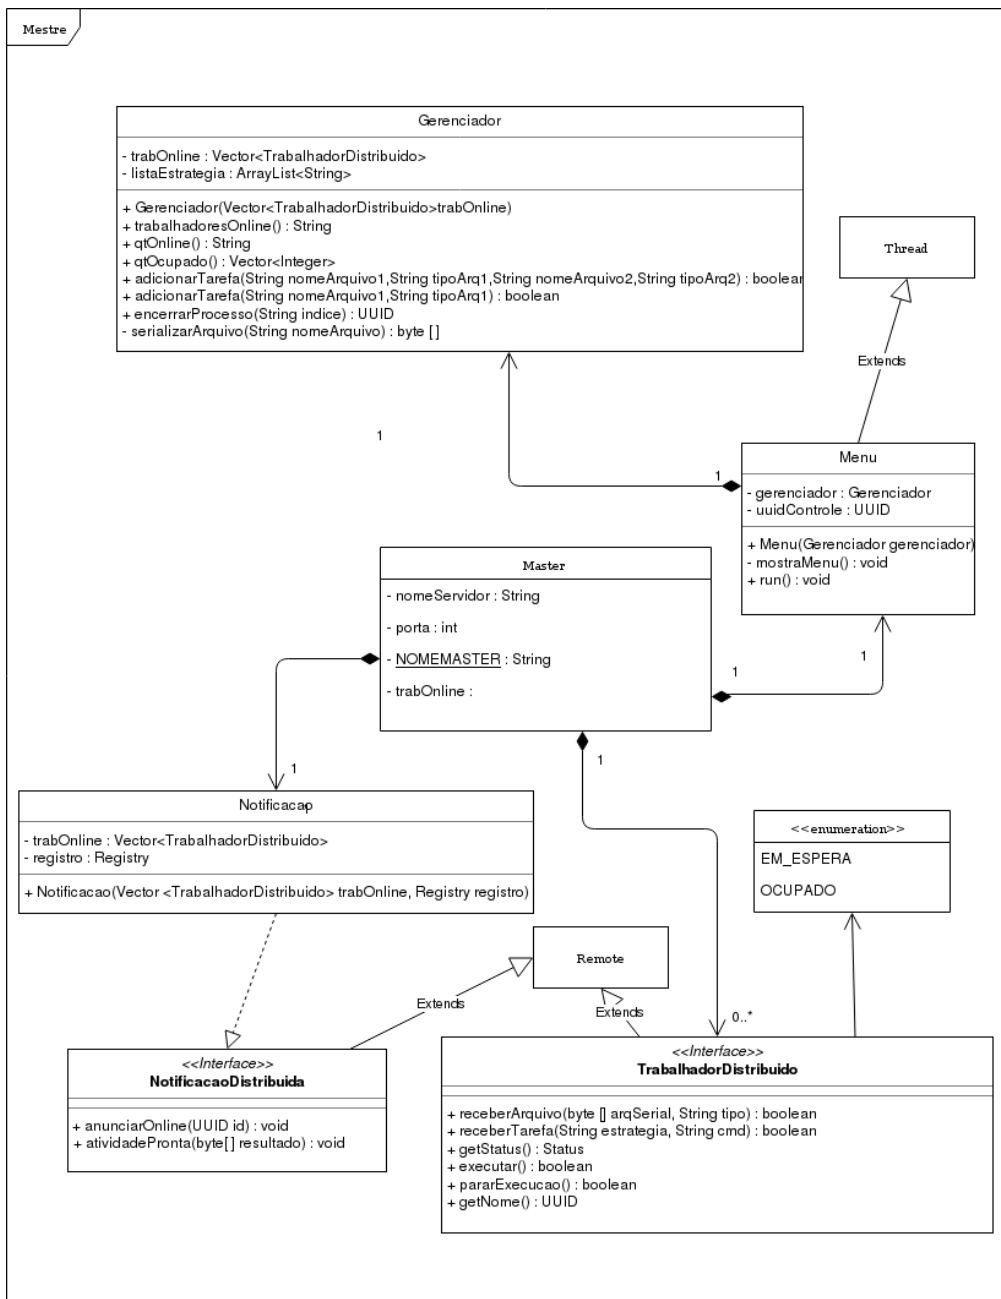 Mestre
Gerenciador
- trabOnline : Vector<TrabalhadorDistribuido>
- listaEstrategia : ArrayList<String>
+ Gerenciador(Vector<TrabalhadorDistribuido>trabOnline)
+ trabalhadoresOnline() : String
+ qtOnline() : String
+ qtOcupado() : Vector<Integer>
+ adicionarTarefa(String nomeArquivo1,String tipoArq1,String nomeArquivo2,String tipoArq2) : boolean
+ adicionarTarefa(String nomeArquivo1,String tipoArq1) : boolean
+ encerrarProcesso(String indice) : UUID
- serializarArquivo(String nomeArquivo) : byte []
Thread
Extends
1
1
Menu
- gerenciador : Gerenciador
- uuidControle : UUID
+ Menu(Gerenciador gerenciador)
- mostraMenu() : void
+ run() : void
Master
- nomeServidor : String
- porta : int
- NOMEMASTER : String
- trabOnline :
1
1
1
1
Notificacao
- trabOnline : Vector<TrabalhadorDistribuido>
- registro : Registry
+ Notificacao(Vector <TrabalhadorDistribuido> trabOnline, Registry registro)
<<enumeration>>
EM_ESPERA
OCUPADO
Remote
Extends
Extends
0..*
<<Interface>>
NotificacaoDistribuida
+ anunciarOnline(UUID id) : void
+ atividadePronta(byte[] resultado) : void
<<Interface>>
TrabalhadorDistribuido
+ receberArquivo(byte [] arqSerial, String tipo) : boolean
+ receberTarefa(String estrategia, String cmd) : boolean
+ getStatus() : Status
+ executar() : boolean
+ pararExecucao() : boolean
+ getNome() : UUID